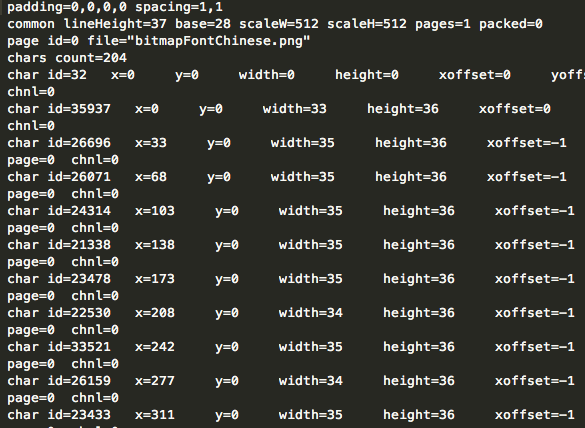 padding=0,0,0,0 spacing=1,1
common lineHeight=37 base=28 scaleW=512 scaleH=512 pages=1 packed=0
page id=0 file="bitmapFontChinese.png"
chars count=204
char id=32 x=0 y=0 width=0 height=0 xoffset=0
chnl=0
char id=35937 x=0 y=0 width=33 height=36 xoffset=0
chnl=0
char id=26696 x=33 y=0 width=35 height=36 xoffset=-1
page=0 chnl=0
char id=26071 x=68 y=0 width=35 height=36 xoffset=-1
page=0 chnl=0
char id=24314 x=103 y=0 width=35 height=36 xoffset=-1
page=0 chnl=0
char id=21338 x=138 y=0 width=35 height=36 xoffset=-1
page=0 chnl=0
char id=23478 x=173 y=0 width=35 height=36 xoffset=-1
page=0 chnl=0
char id=22530 x=208 y=0 width=34 height=36 xoffset=-1
page=0 chnl=0
char id=33521 x=242 y=0 width=35 height=36 xoffset=-1
page=0 chnl=0
char id=26159 x=277 y=0 width=34 height=36 xoffset=-1
page=0 chnl=0
char id=23433 x=311 y=0 width=35 height=36 xoffset=-1